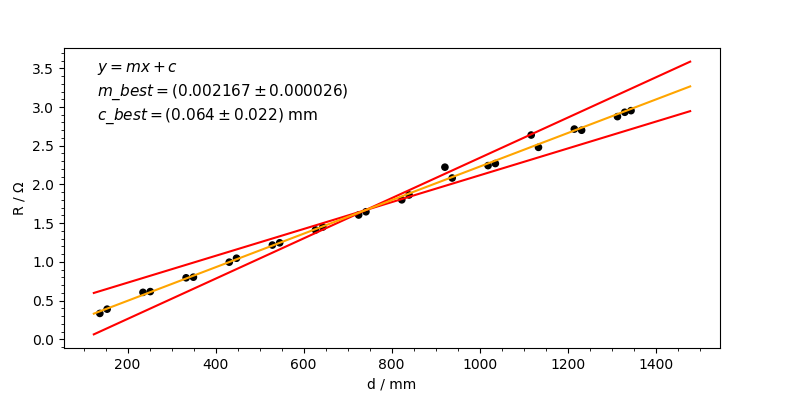 y = mx + c
m_best = (0.002167 ± 0.000026)
c_best = (0.064 ± 0.022) mm
R / Ω
3.5
3.0
2.5
2.0
1.5
1.0
0.5
0.0
200 400 600 800 1000 1200 1400
d / mm